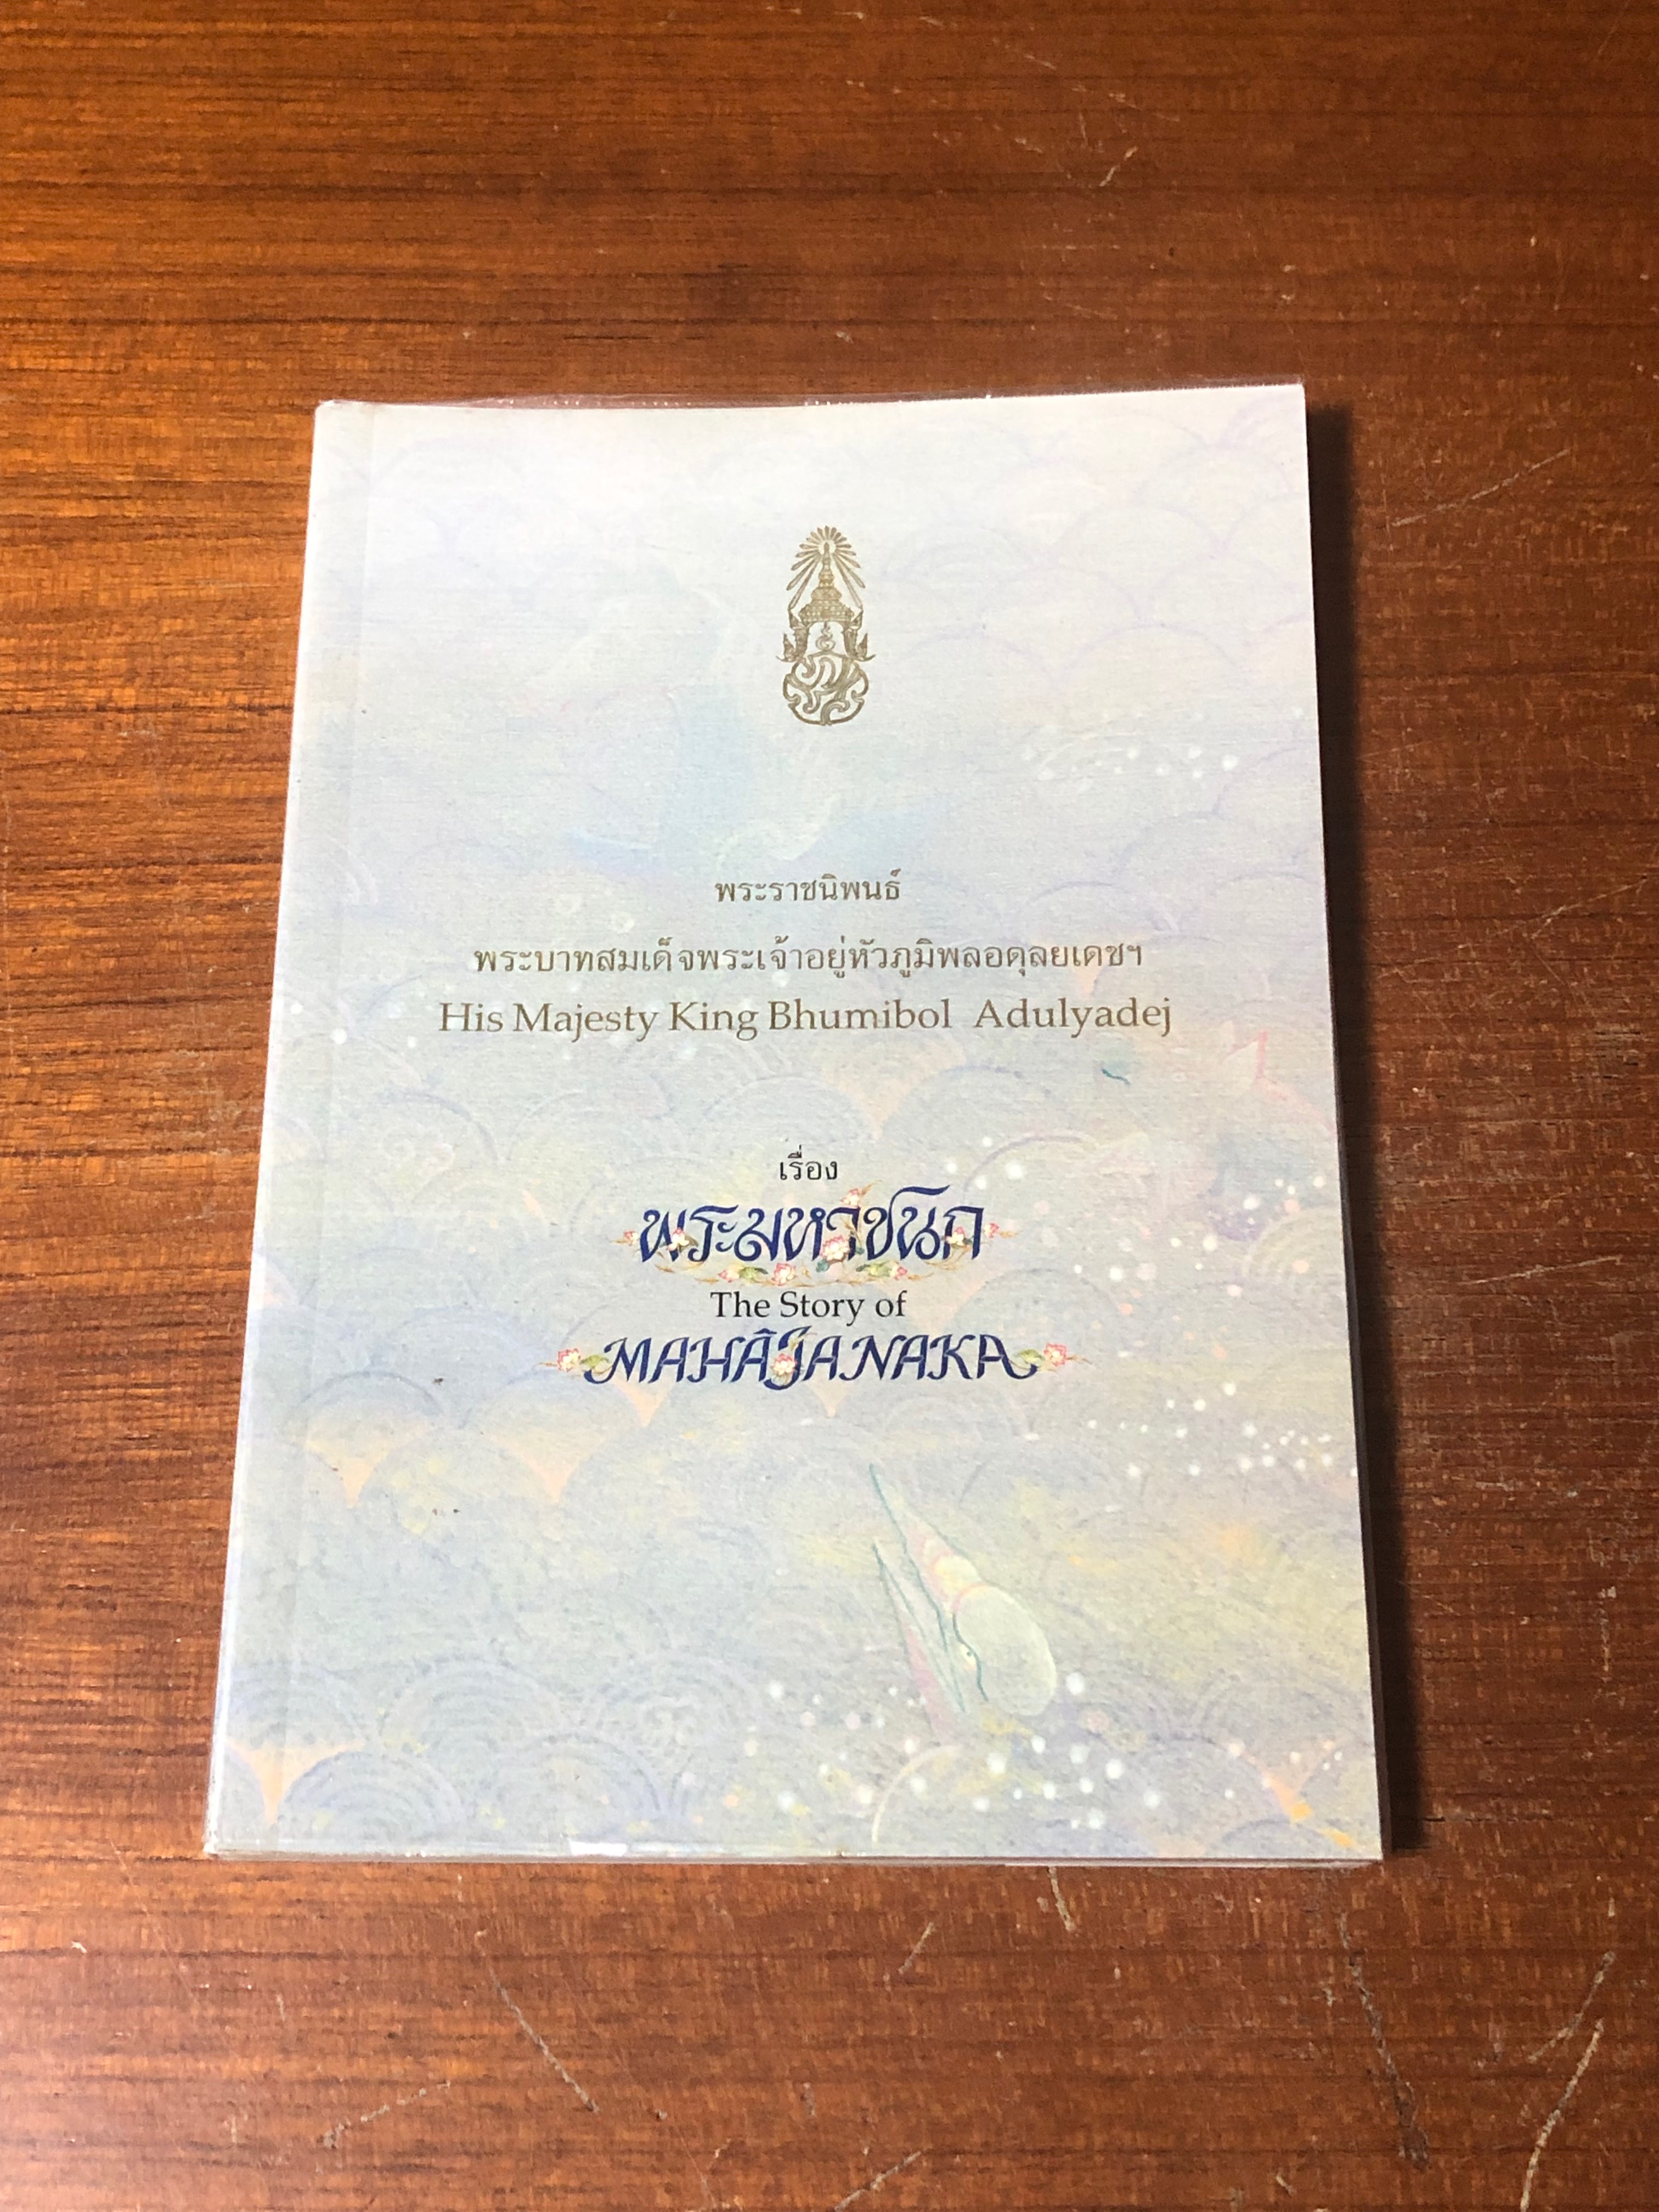 พระราชนิพนธ์
พระบาทสมเด็จพระเจ้าอยู่หัวภูมิพลอดุลยเดชฯ
His Majesty King Bhumibol Adulyadej
เรื่อง
พระมหาชนก
The Story of
MAHĀJANAKA